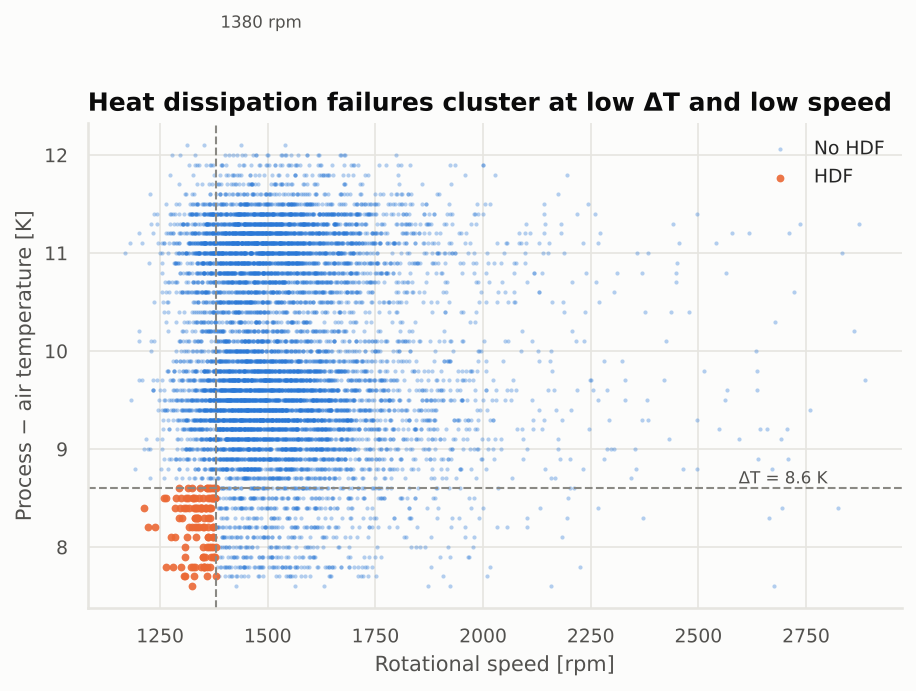 1380 rpm
Heat dissipation failures cluster at low ΔT and low speed
No HDF
HDF
12
11
10
9
8
Process − air temperature [K]
ΔT = 8.6 K
1250
1500
1750
2000
2250
2500
2750
Rotational speed [rpm]